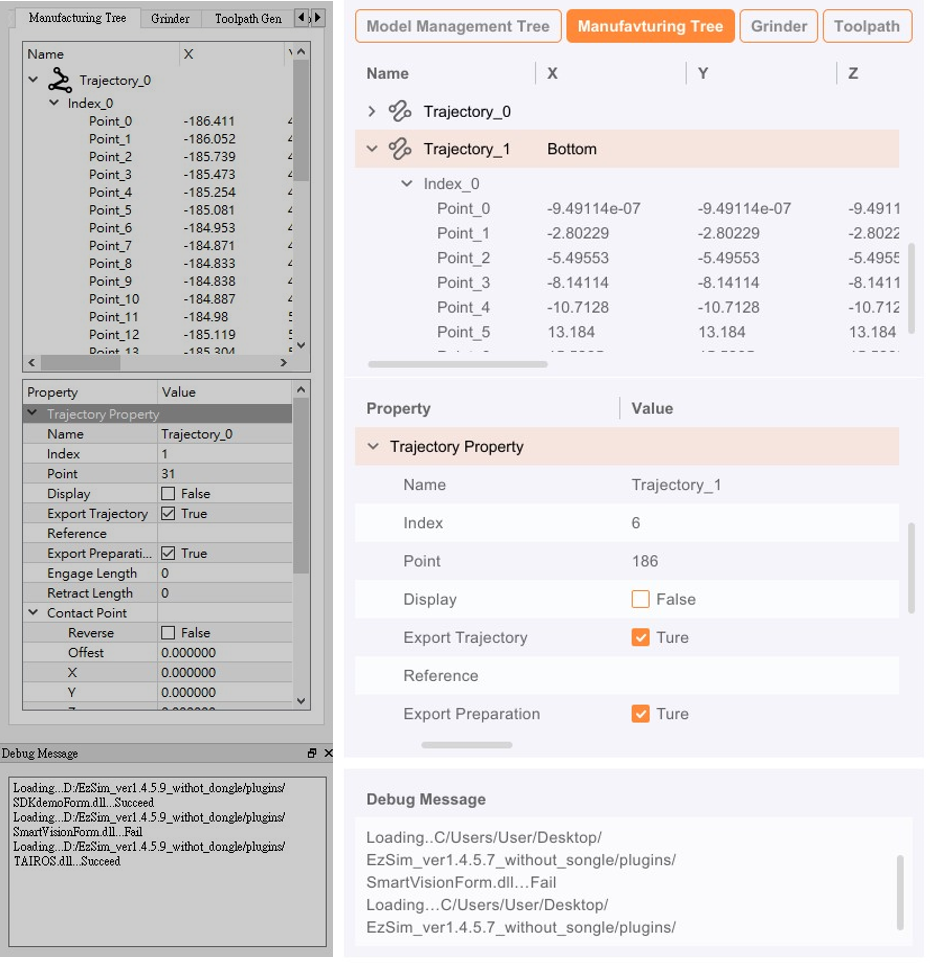 Manufacturing Tree Grinder Toolpath Gen
Name X Y
Trajectory_0
Index_0
Point_0 -186.411
Point_1 -186.052
Point_2 -185.739
Point_3 -185.473
Point_4 -185.254
Point_5 -185.081
Point_6 -184.953
Point_7 -184.871
Point_8 -184.833
Point_9 -184.838
Point_10 -184.887
Point_11 -184.98
Point_12 -185.119
Point_13 -185.304
Property Value
Trajectory Property
Name Trajectory_0
Index 1
Point 31
Display False
Export Trajectory True
Reference
Export Preparati... True
Engage Length 0
Retract Length 0
Contact Point
Reverse False
Offest 0.000000
X 0.000000
Y 0.000000
Z 0.000000
Debug Message
Loading...D:/EzSim_ver1.4.5.9_withot_dongle/plugins/
SDKdemoForm.dll...Succeed
Loading...D:/EzSim_ver1.4.5.9_withot_dongle/plugins/
SmartVisionForm.dll...Fail
Loading...D:/EzSim_ver1.4.5.9_withot_dongle/plugins/
TAIROS.dll...Succeed
Model Management Tree Manufavturing Tree Grinder Toolpath
Name X Y Z
Trajectory_0
Trajectory_1 Bottom
Index_0
Point_0 -9.49114e-07 -9.49114e-07 -9.4911
Point_1 -2.80229 -2.80229 -2.8022
Point_2 -5.49553 -5.49553 -5.4955
Point_3 -8.14114 -8.14114 -8.1411
Point_4 -10.7128 -10.7128 -10.712
Point_5 13.184 13.184 13.184
Property Value
Trajectory Property
Name Trajectory_1
Index 6
Point 186
Display False
Export Trajectory Ture
Reference
Export Preparation Ture
Debug Message
Loading..C/Users/User/Desktop/
EzSim_ver1.4.5.7_without_songle/plugins/
SmartVisionForm.dll...Fail
Loading...C/Users/User/Desktop/
EzSim_ver1.4.5.7_without_songle/plugins/